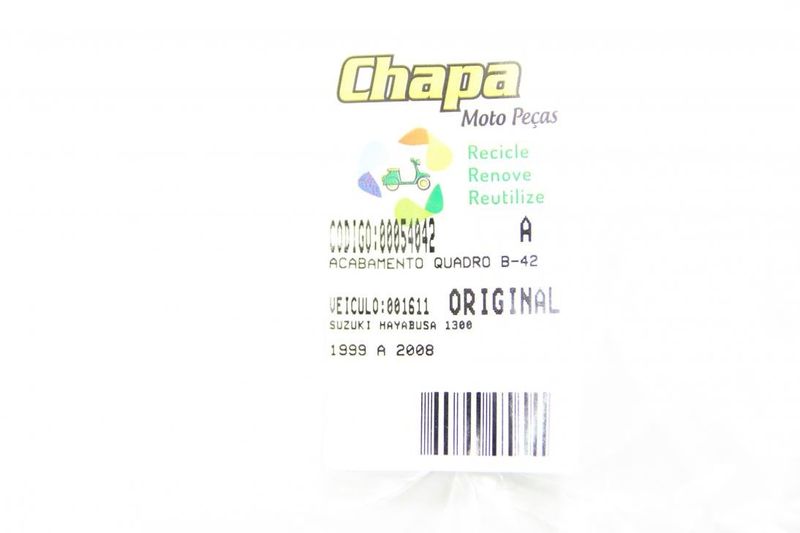 Chapa
Moto Peças
Recicle
Renove
Reutilize
CODIGO:00054042 A
ACABAMENTO QUADRO B-42
VEICULO:001611 ORIGINAL
SUZUKI HAYABUSA 1300
1999 A 2008